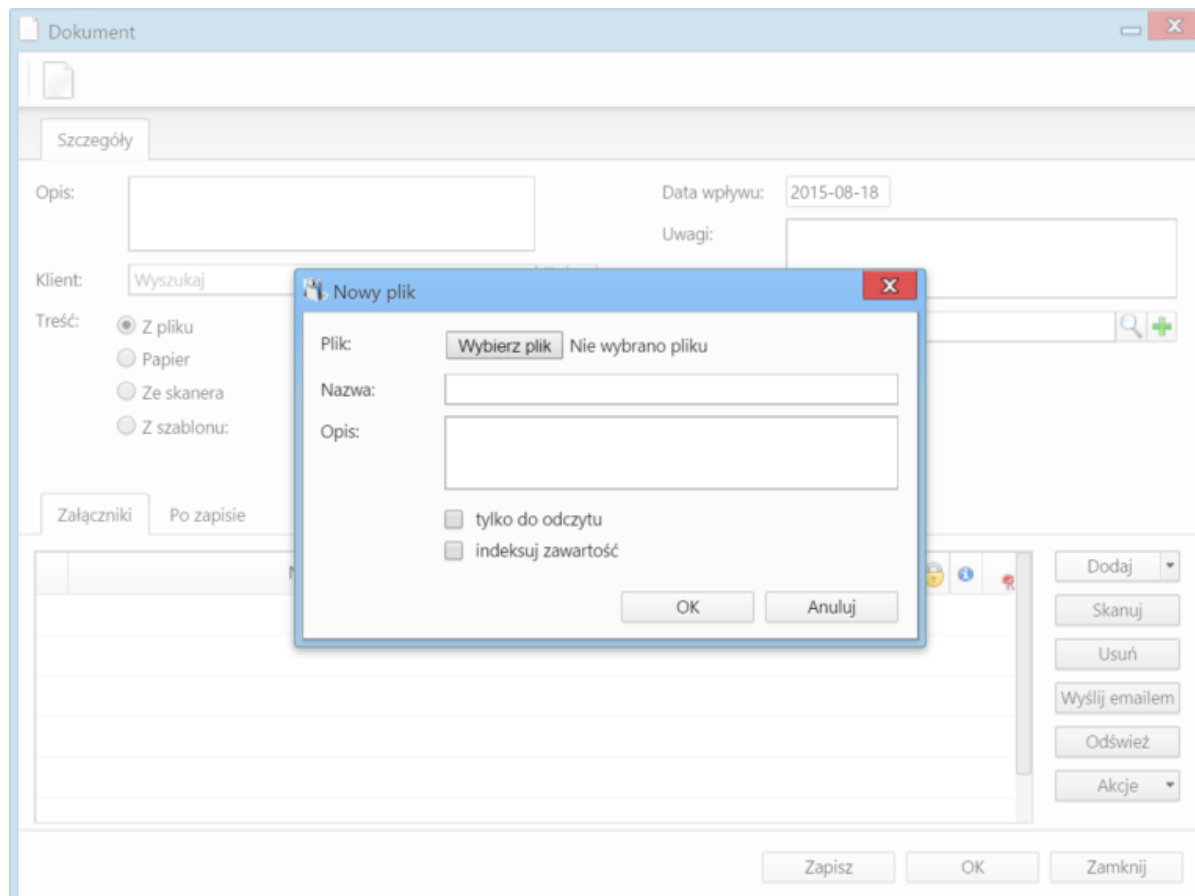 Dokument
Szczegóły
Opis:
Data wpływu: 2015-08-18
Uwagi:
Klient: Wyszukaj
Treść: Z pliku
Papier
Ze skanera
Z szablonu:
Nowy plik
Plik: Wybierz plik Nie wybrano pliku
Nazwa:
Opis:
tylko do odczytu
indeksuj zawartość
OK Anuluj
Załączniki Po zapisie
Dodaj
Skanuj
Usuń
Wyślij emailem
Odśwież
Akcje
Zapisz OK Zamknij